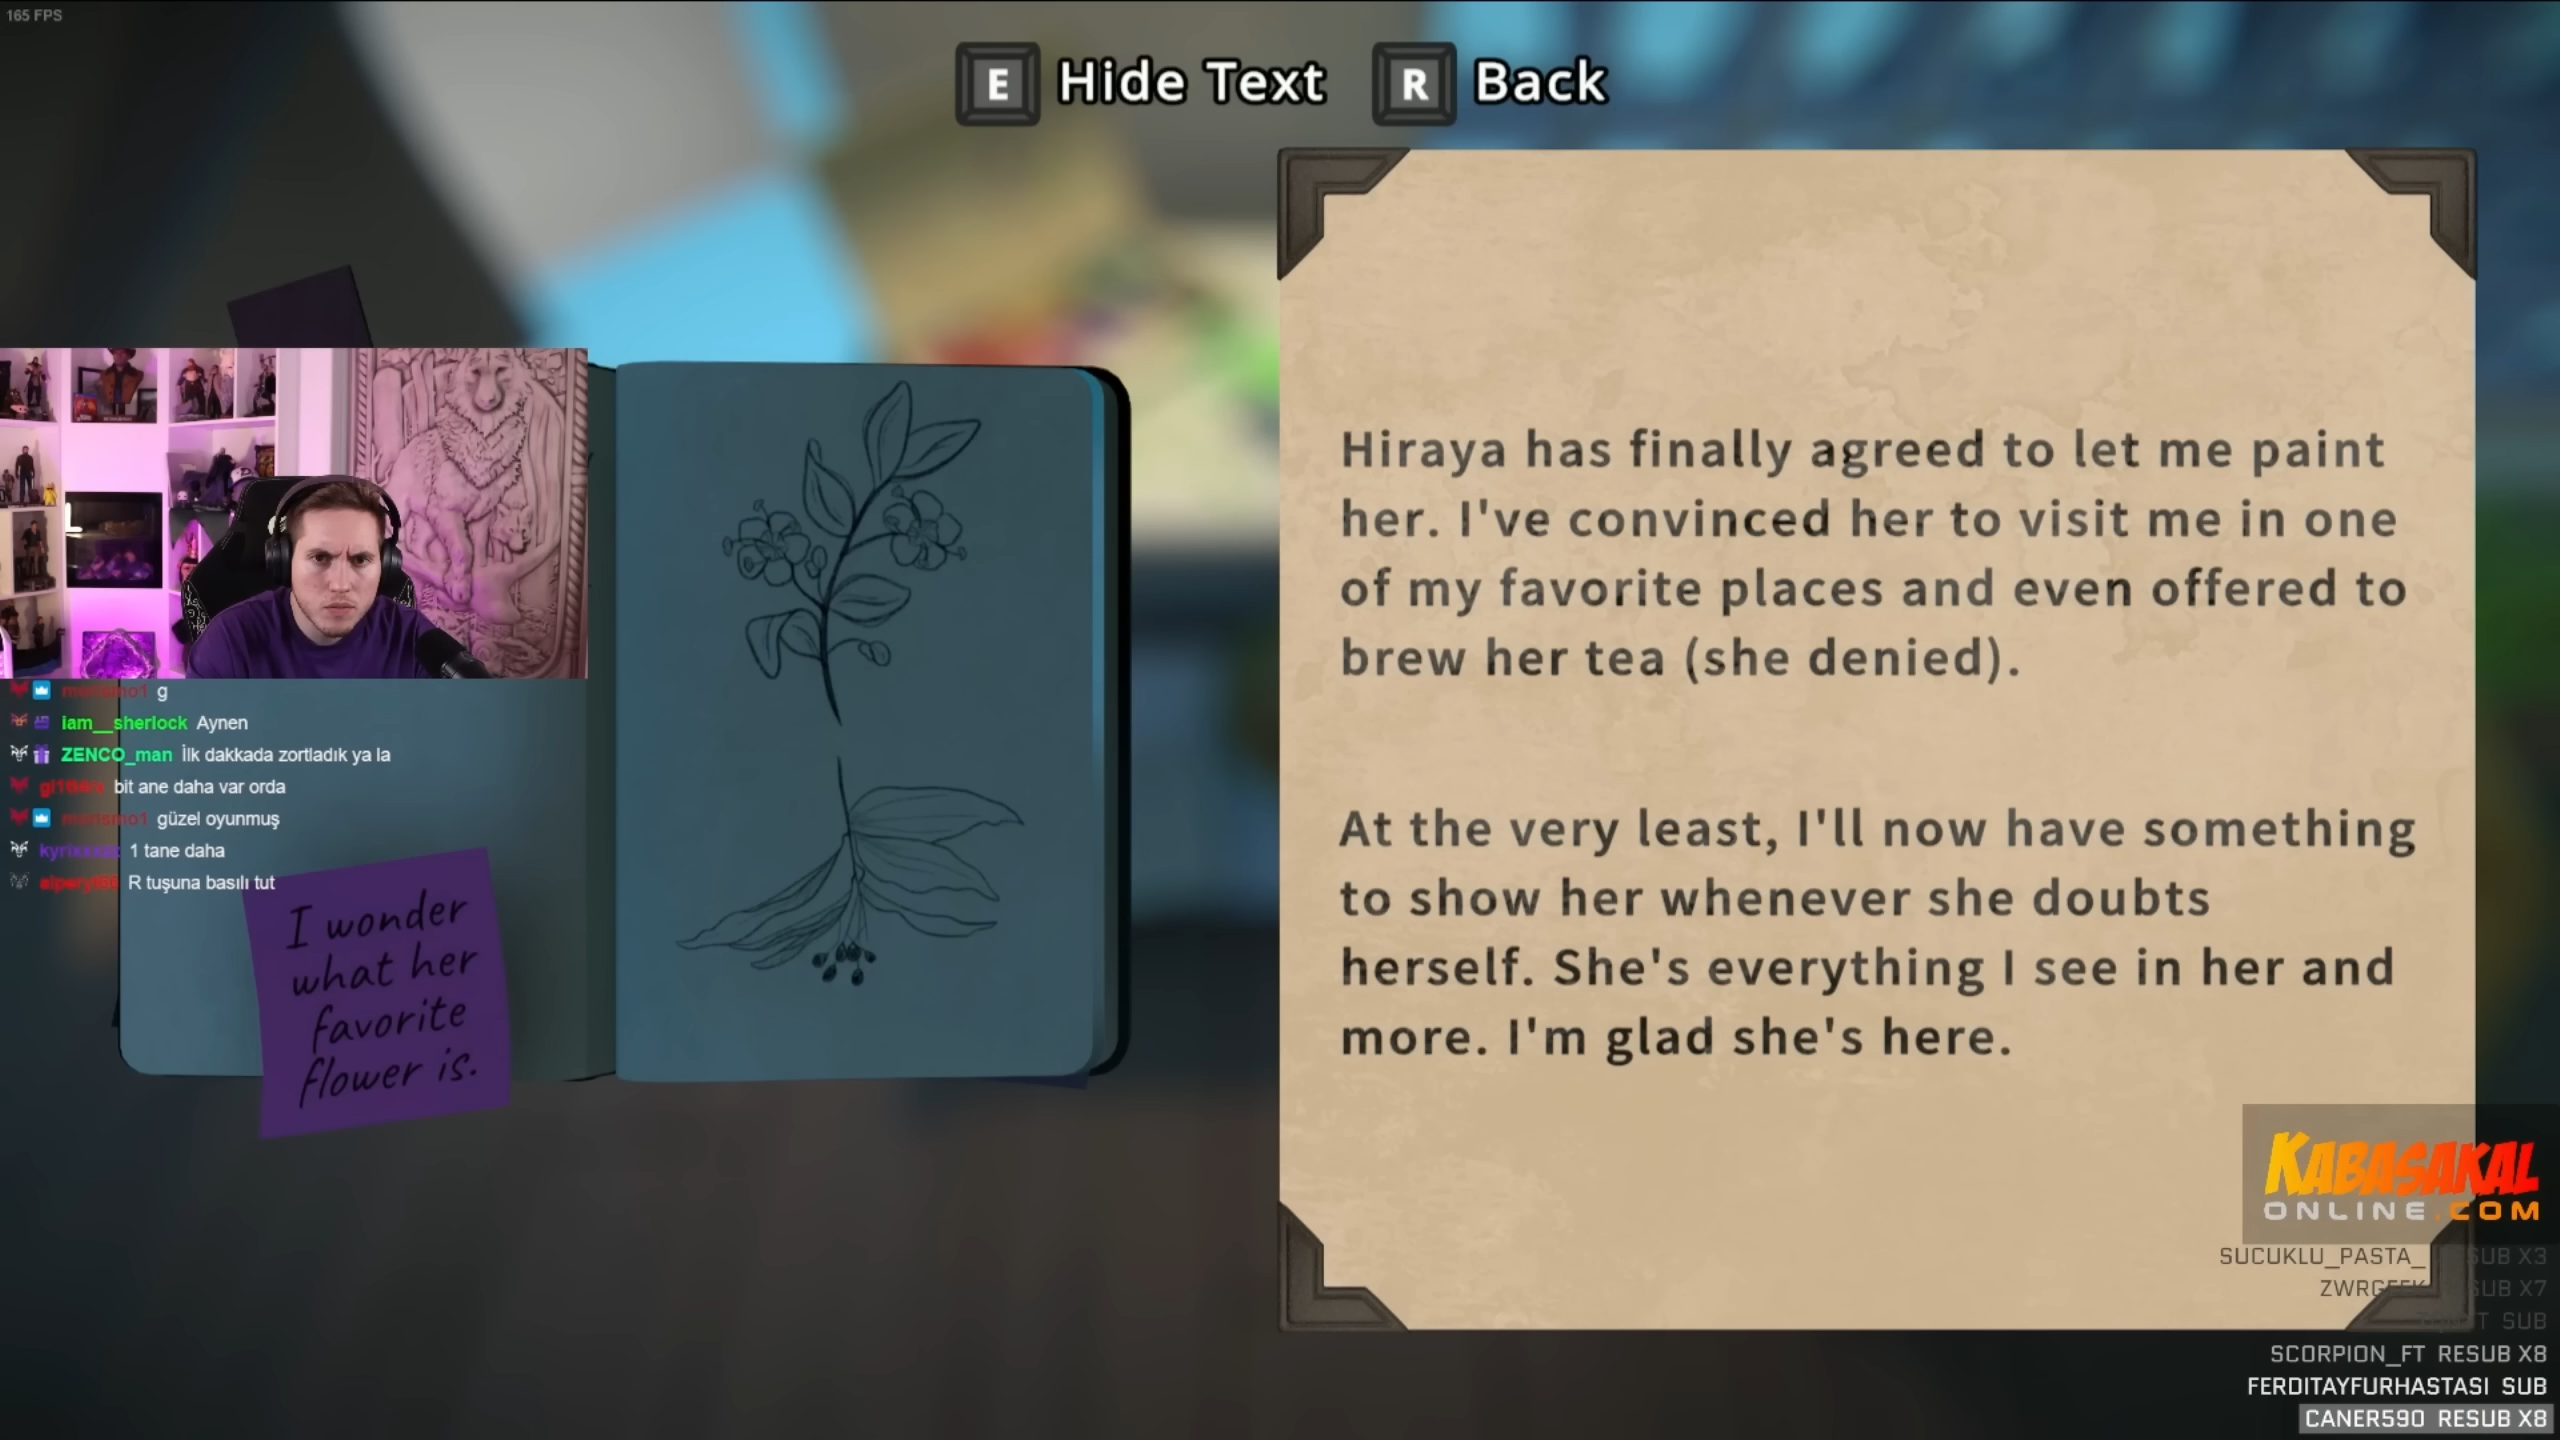 165 FPS
E Hide Text R Back
Hiraya has finally agreed to let me paint
her. I've convinced her to visit me in one
of my favorite places and even offered to
brew her tea (she denied).
At the very least, I'll now have something
to show her whenever she doubts
herself. She's everything I see in her and
more. I'm glad she's here.
g
iam__sherlock Aynen
ZENCO_man İlk dakkada zortladık ya la
bit ane daha var orda
güzel oyunmuş
1 tane daha
R tuşuna basılı tut
I wonder
what her
favorite
flower is.
KABASAKAL
ONLINE.COM
SUCUKLU_PASTA_ SUB X3
SUB X7
SUB
SCORPION_FT RESUB X8
FERDITAYFURHASTASI SUB
CANER590 RESUB X8